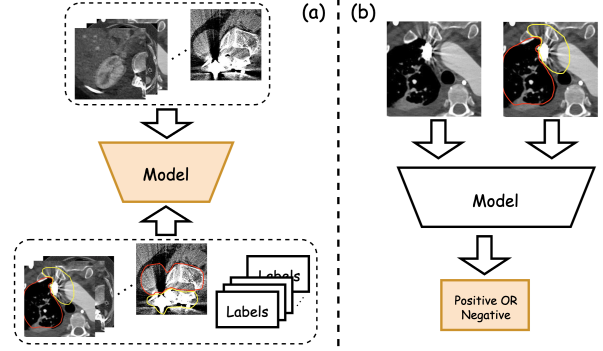 (a)
(b)
Model
Model
Labels
Labels
Positive OR
Negative